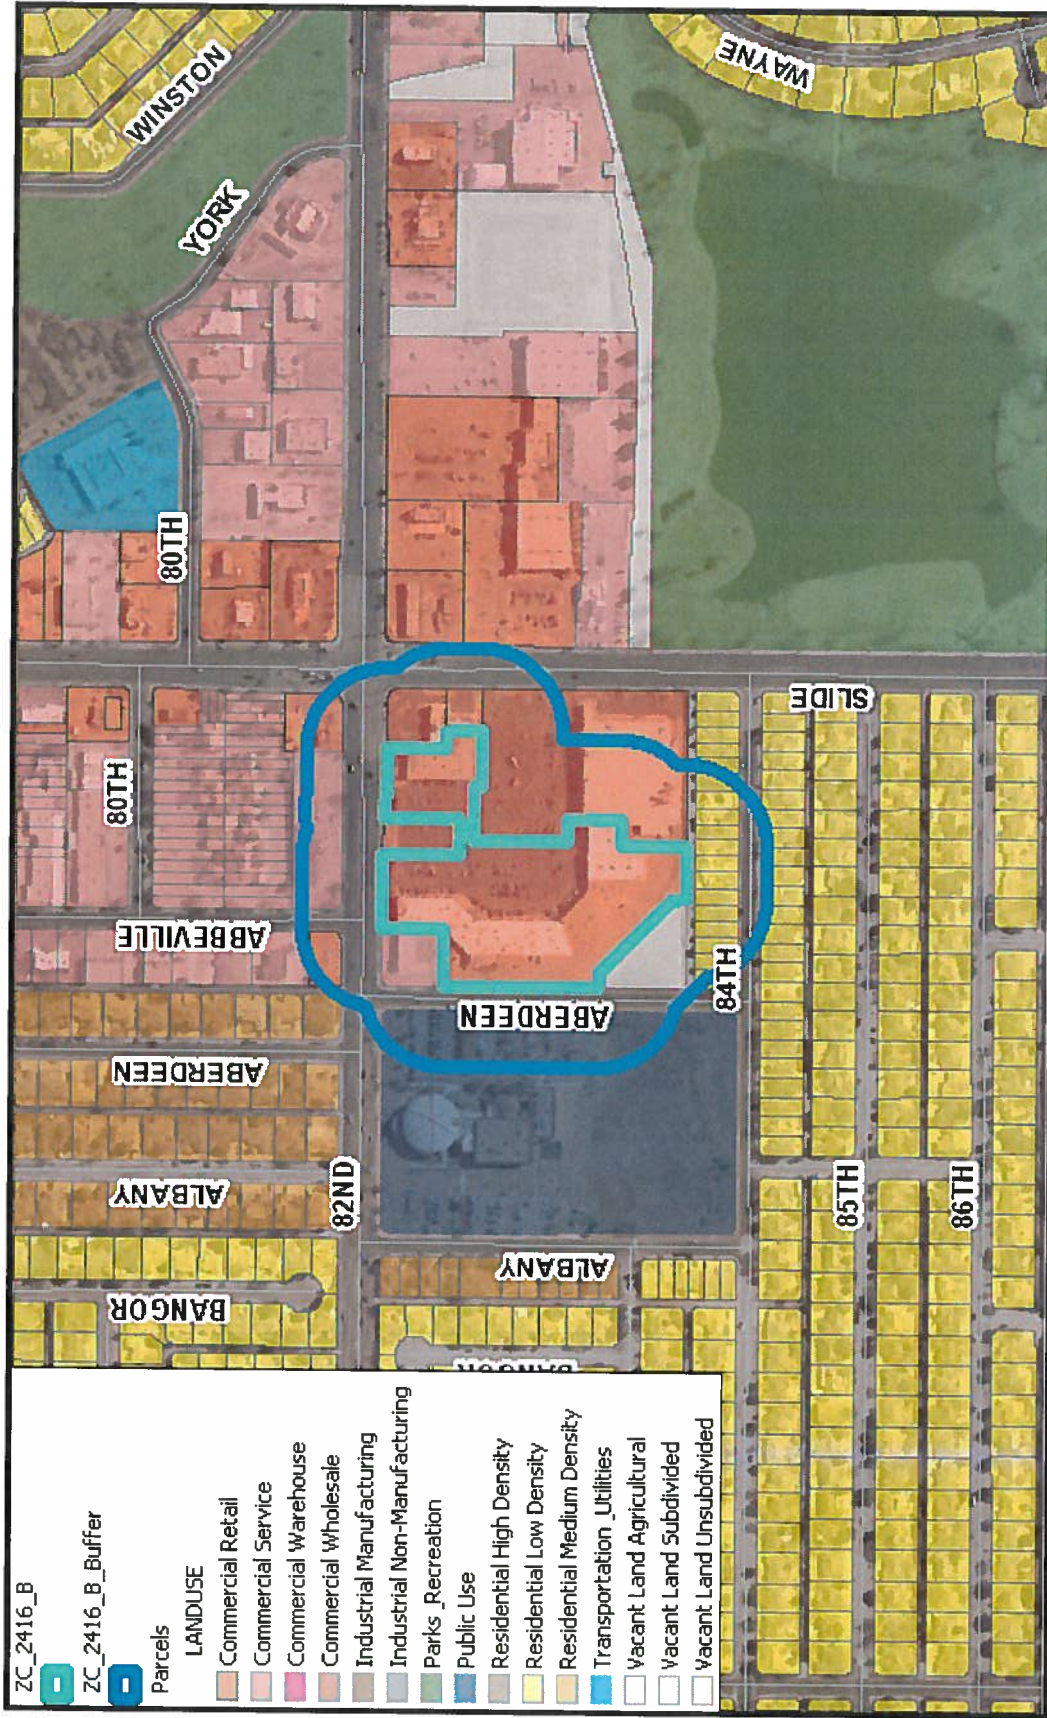 ZC_2416_B
ZC_2416_B_Buffer
Parcels
LANDUSE
Commercial Retail
Commercial Service
Commercial Warehouse
Commercial Wholesale
Industrial Manufacturing
Industrial Non-Manufacturing
Parks_Recreation
Public Use
Residential High Density
Residential Low Density
Residential Medium Density
Transportation_Utilities
Vacant Land Agricultural
Vacant Land Subdivided
Vacant Land Unsubdivided
BANGOR
ALBANY
ABERDEEN
ABBEVILLE
80TH
80TH
YORK
WINSTON
82ND
ALBANY
ABERDEEN
84TH
SLIDE
WAYNE
85TH
86TH